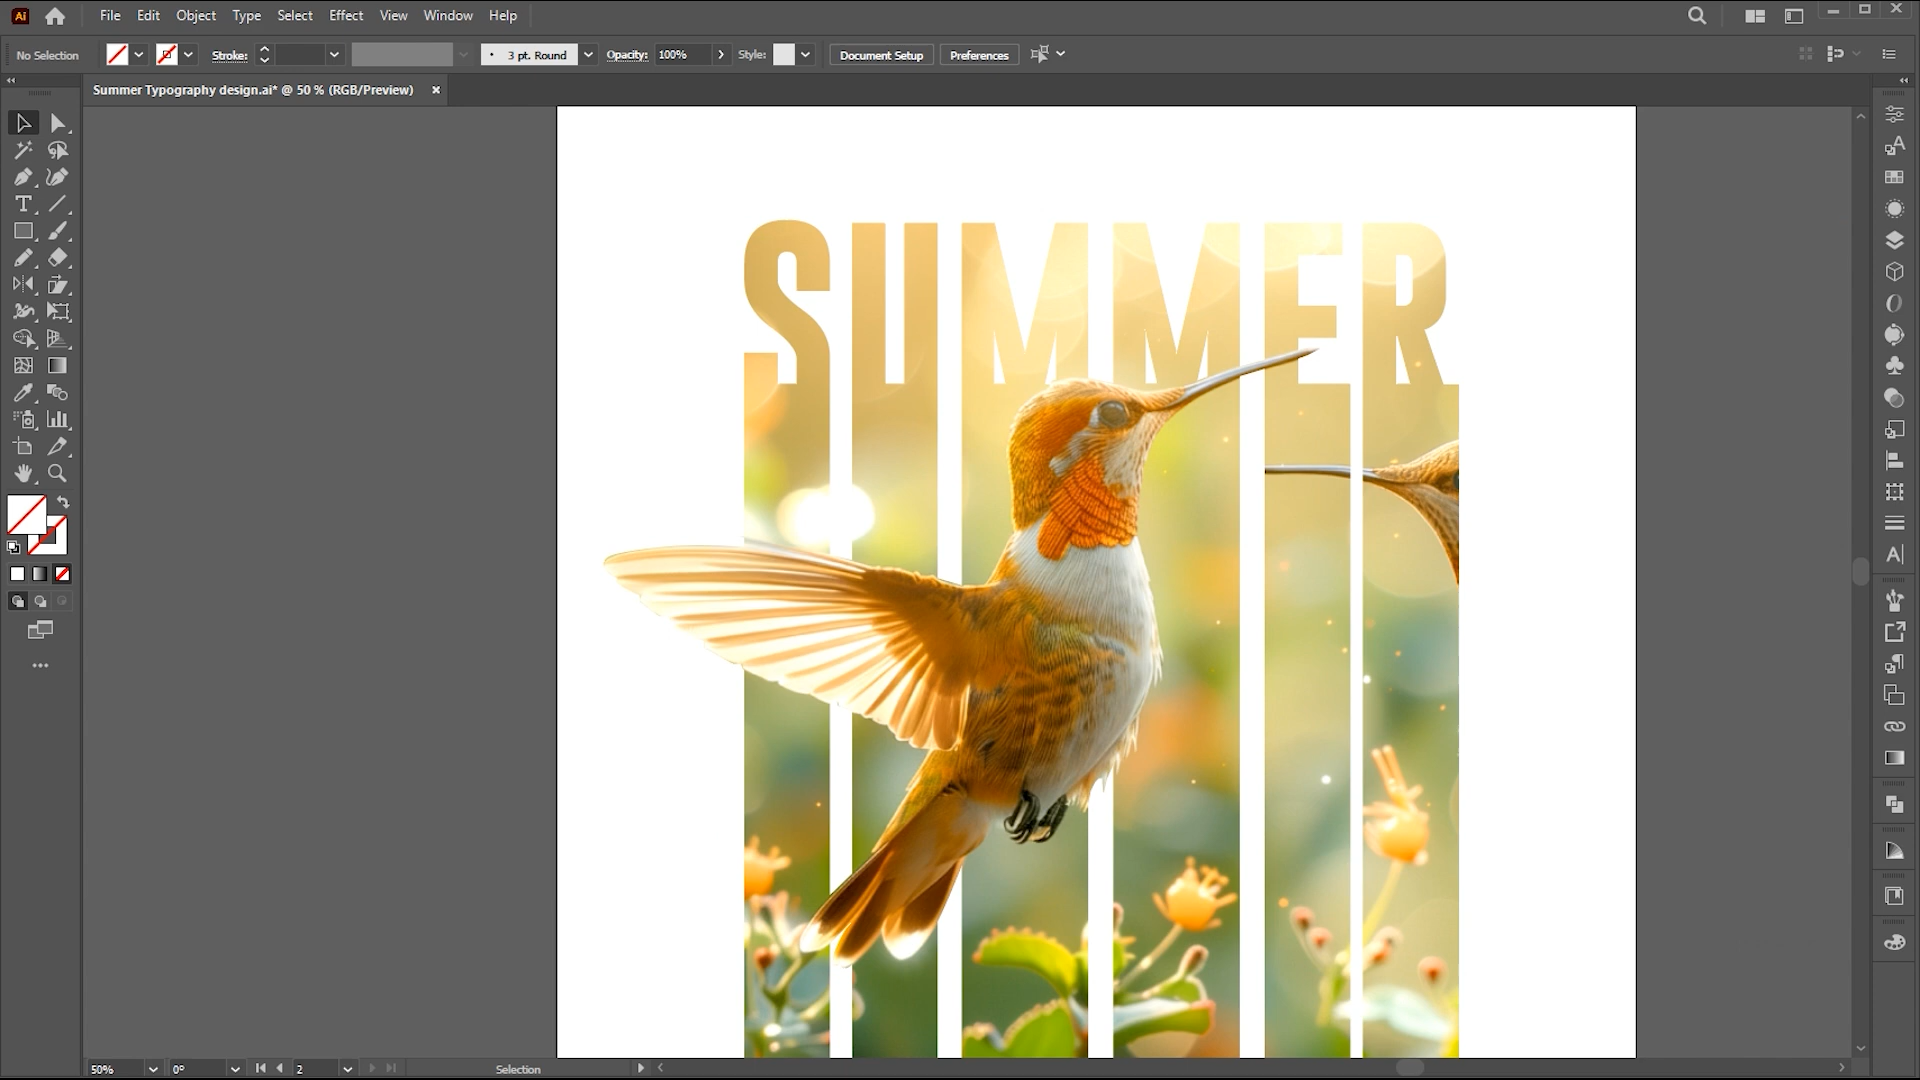 Ai
File Edit Object Type Select Effect View Window Help
No Selection Stroke: 3 pt. Round Opacity: 100% Style: Document Setup Preferences
Summer Typography design.ai* @ 50 % (RGB/Preview)
SUMMER
50% 0° 2 Selection